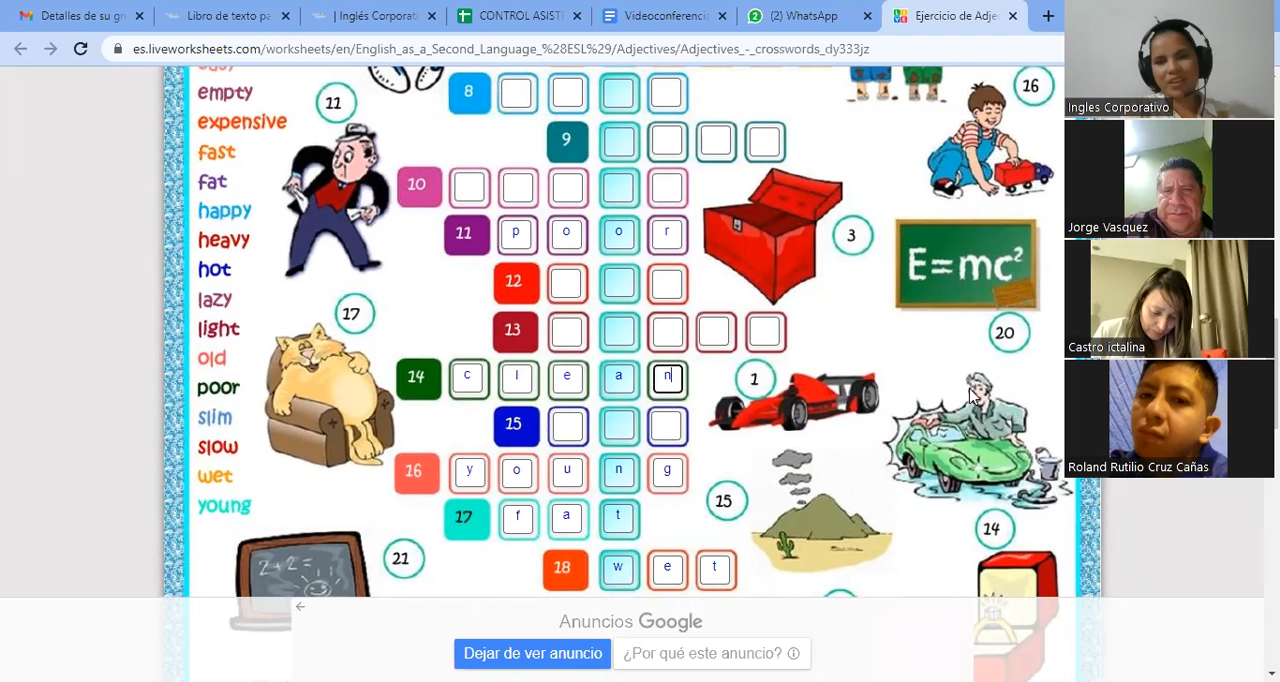 Detalles de su gr
Libro de texto pa
Inglés Corporati
CONTROL ASIST
Videoconferencia
(2) WhatsApp
Ejercicio de Adje
es.liveworksheets.com/worksheets/en/English_as_a_Second_Language_%28ESL%29/Adjectives/Adjectives_-_crosswords_dy333jz
empty
expensive
fast
fat
happy
heavy
hot
lazy
light
old
poor
slim
slow
wet
young
11
8
16
9
10
11 p o o r
3
E=mc²
12
20
17
13
14 c l e a n
1
15
16 y o u n g
15
17 f a t
14
21
2+2=
18 w e t
Anuncios Google
Dejar de ver anuncio
¿Por qué este anuncio?
Ingles Corporativo
Jorge Vasquez
Castro ictalina
Roland Rutilio Cruz Cañas